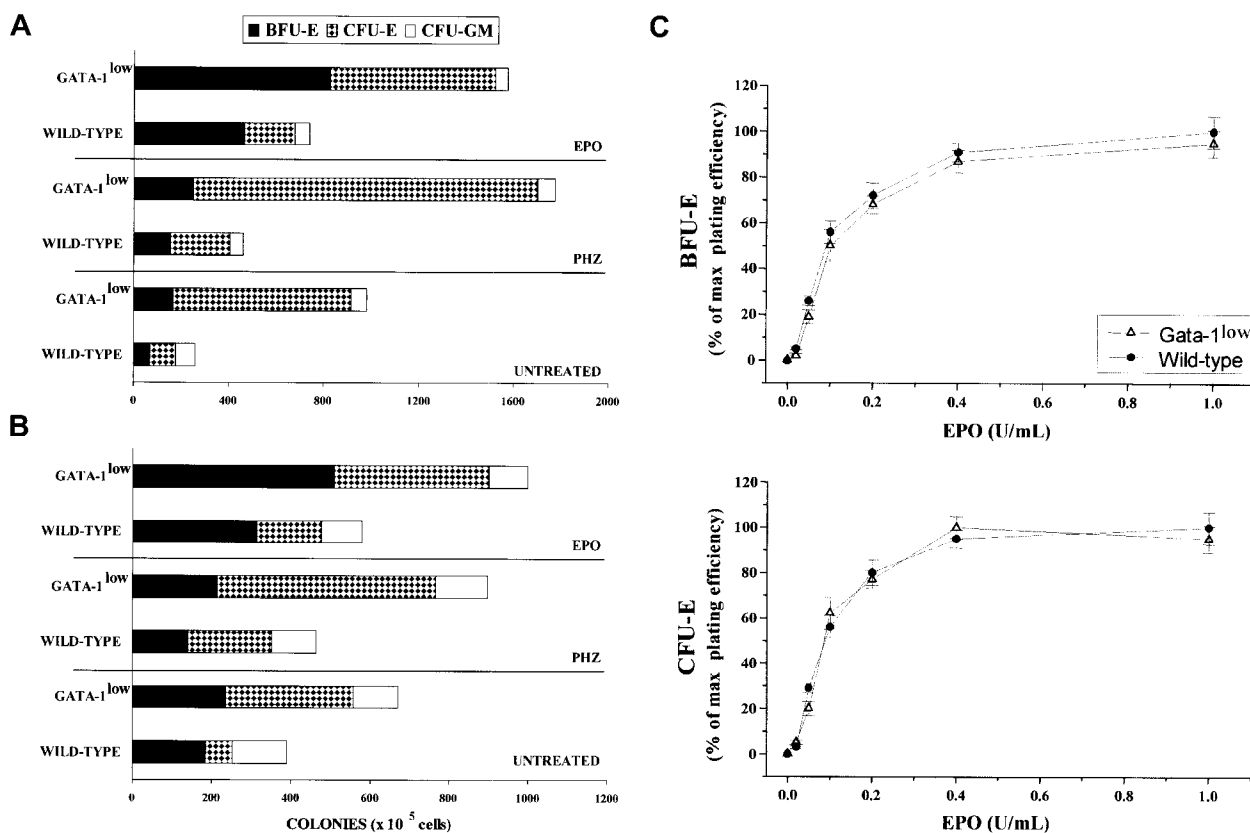 A
BFU-E CFU-E CFU-GM
GATA-1low
WILD-TYPE
EPO
GATA-1low
WILD-TYPE
PHZ
GATA-1low
WILD-TYPE
UNTREATED
0 400 800 1200 1600 2000
B
GATA-1low
WILD-TYPE
EPO
GATA-1low
WILD-TYPE
PHZ
GATA-1low
WILD-TYPE
UNTREATED
0 200 400 600 800 1000 1200
COLONIES (x 10 5 cells)
C
120
100
80
60
40
20
0
BFU-E
(% of max plating efficiency)
Gata-1low
Wild-type
0.0 0.2 0.4 0.6 0.8 1.0
EPO (U/mL)
120
100
80
60
40
20
0
CFU-E
(% of max plating efficiency)
0.0 0.2 0.4 0.6 0.8 1.0
EPO (U/mL)